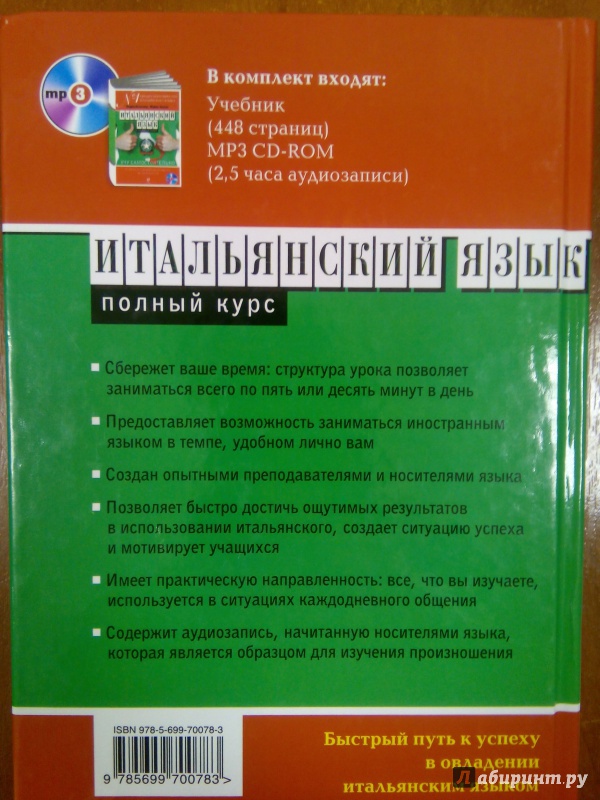 mp3
ИТАЛЬЯНСКИЙ
ЯЗЫК
В комплект входят:
Учебник
(448 страниц)
MP3 CD-ROM
(2,5 часа аудиозаписи)
ИТАЛЬЯНСКИЙ ЯЗЫК
ПОЛНЫЙ КУРС
Сбережет ваше время: структура урока позволяет
заниматься всего по пять или десять минут в день
Предоставляет возможность заниматься иностранным
языком в темпе, удобном лично вам
Создан опытными преподавателями и носителями языка
Позволяет быстро достичь ощутимых результатов
в использовании итальянского, создает ситуацию успеха
и мотивирует учащихся
Имеет практическую направленность: все, что вы изучаете,
используется в ситуациях каждодневного общения
Содержит аудиозапись, начитанную носителями языка,
которая является образцом для изучения произношения
ISBN 978-5-699-70078-3
9 785699 700783>
Быстрый путь к успеху
в овладении
итальянским языком
Лабиринт.ру